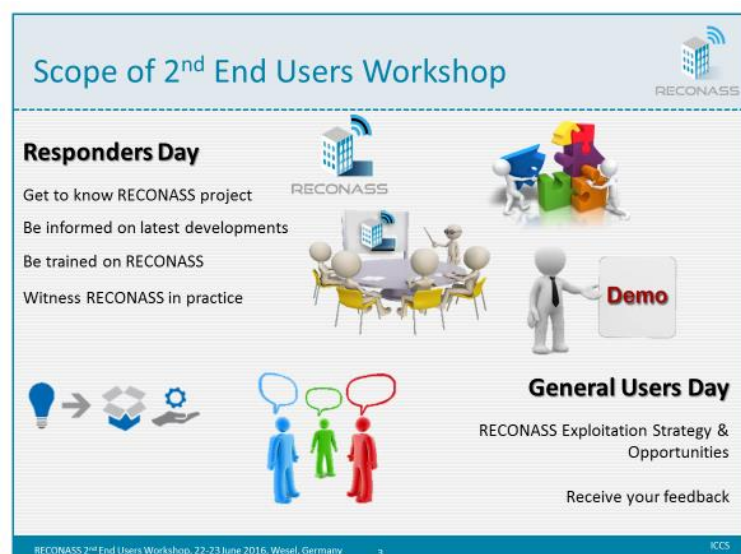 Scope of 2nd End Users Workshop
RECONASS
Responders Day
RECONASS
Get to know RECONASS project
Be informed on latest developments
Be trained on RECONASS
Witness RECONASS in practice
Demo
General Users Day
RECONASS Exploitation Strategy &
Opportunities
Receive your feedback
RECONASS 2nd End Users Workshop, 22-23 June 2016, Wesel, Germany
3
ICCS